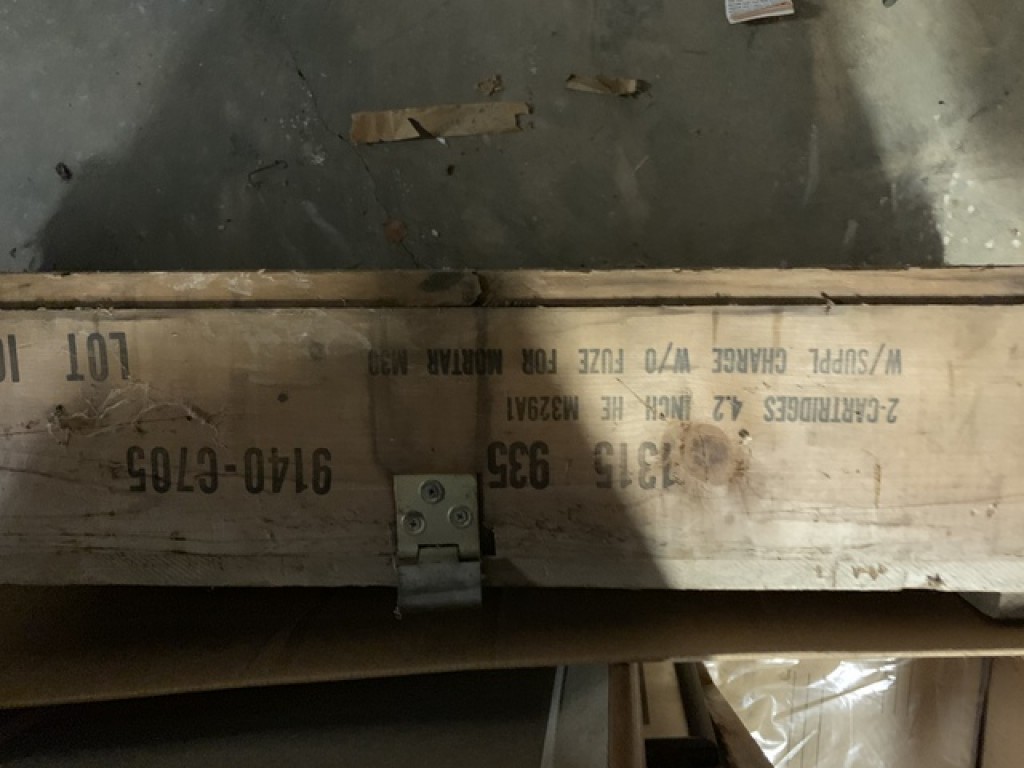 1315 935 9140-C705
2-CARTRIDGES 4.2 INCH HE M329A1
W/SUPPL CHARGE W/O FUZE FOR MORTAR M30
LOT